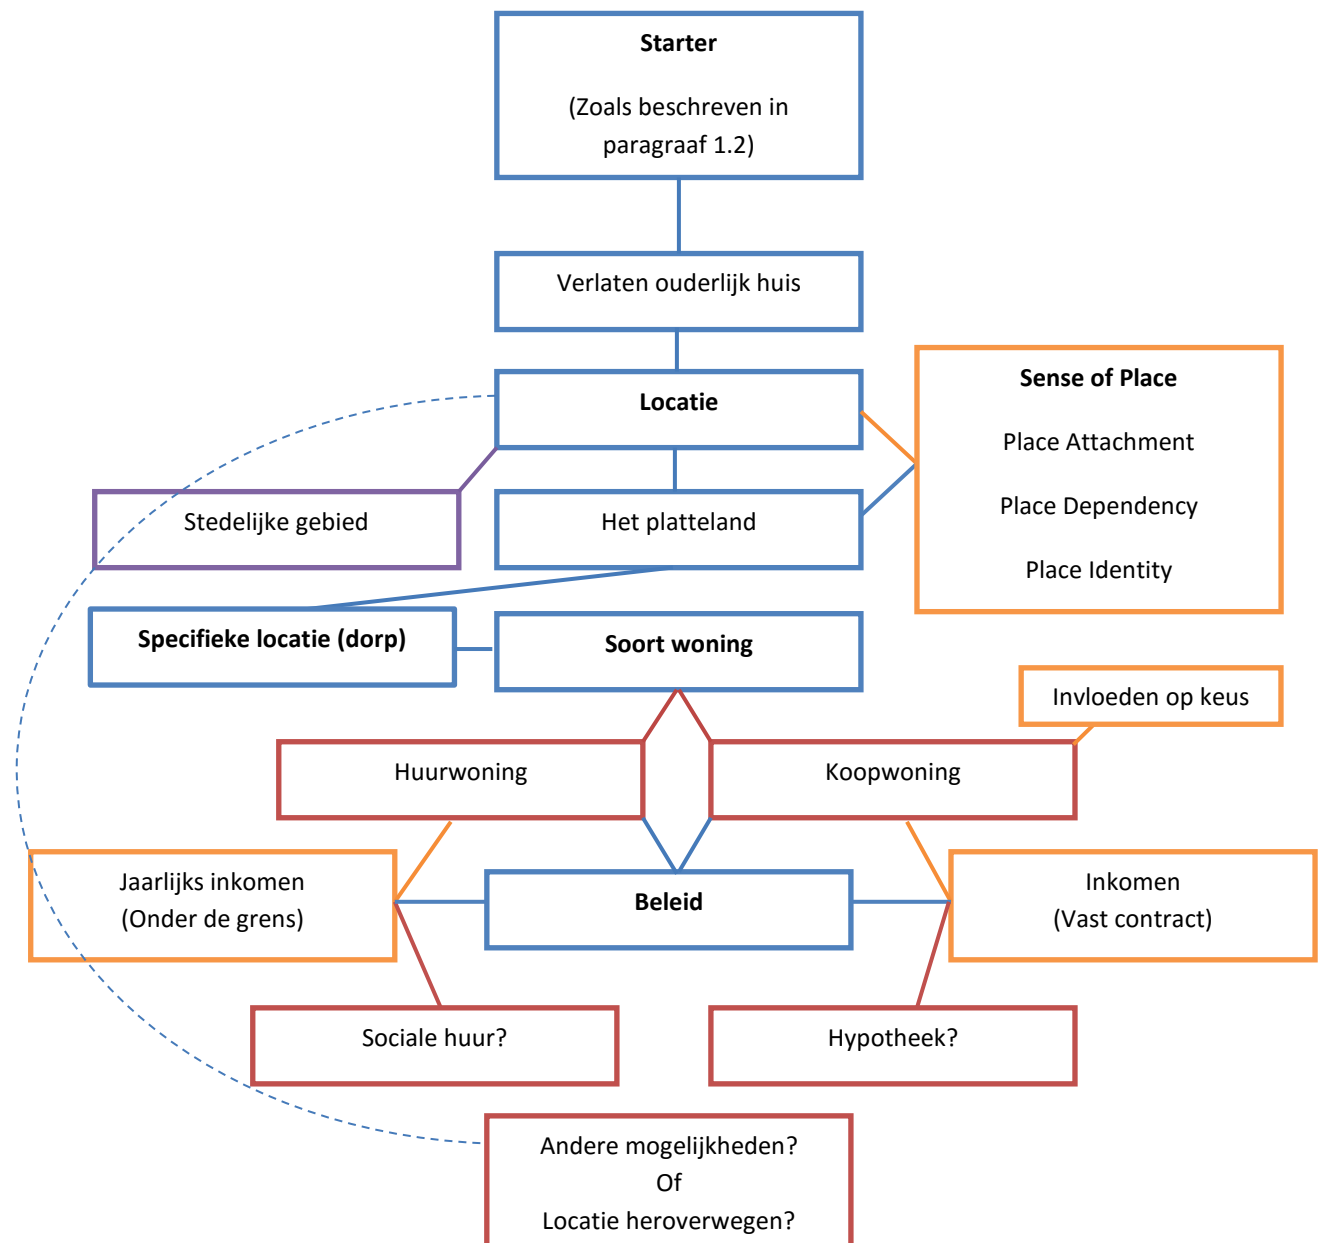 Starter
(Zoals beschreven in
paragraaf 1.2)
Verlaten ouderlijk huis
Locatie
Sense of Place
Place Attachment
Place Dependency
Place Identity
Stedelijke gebied
Het platteland
Specifieke locatie (dorp)
Soort woning
Invloeden op keus
Huurwoning
Koopwoning
Jaarlijks inkomen
(Onder de grens)
Beleid
Inkomen
(Vast contract)
Sociale huur?
Hypotheek?
Andere mogelijkheden?
Of
Locatie heroverwegen?